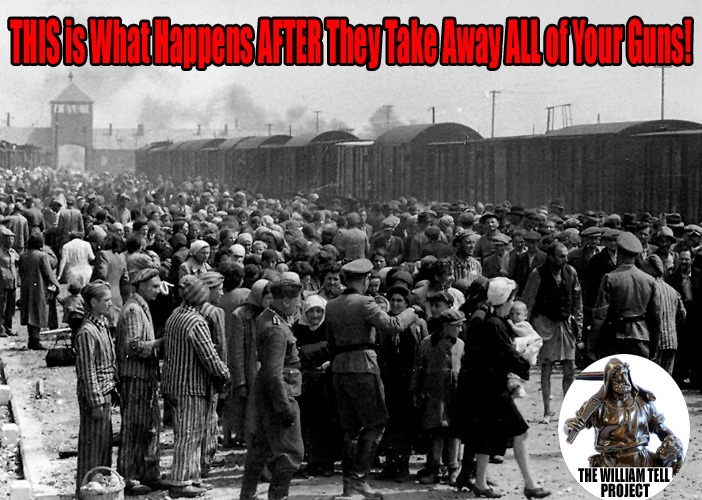 THIS is What Happens AFTER They Take Away ALL of Your Guns!
THE WILLIAM TELL
PROJECT